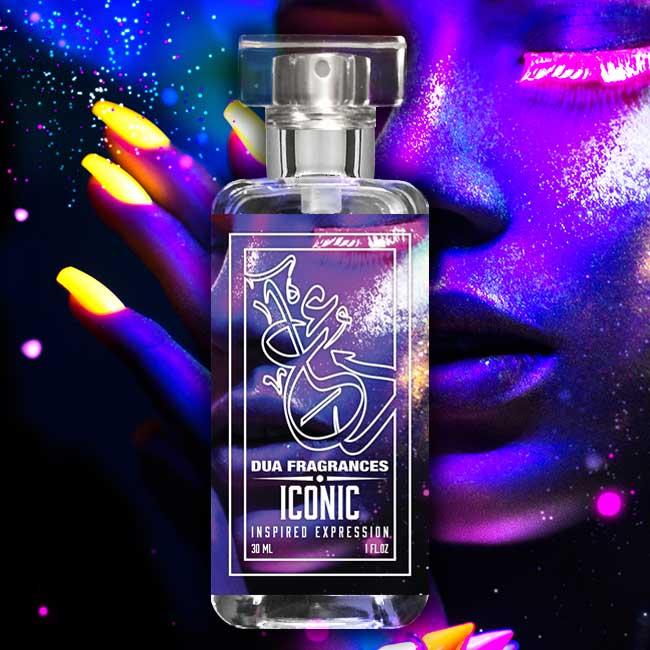 DUA FRAGRANCES
ICONIC
INSPIRED EXPRESSION
30 ML 1 FL.OZ